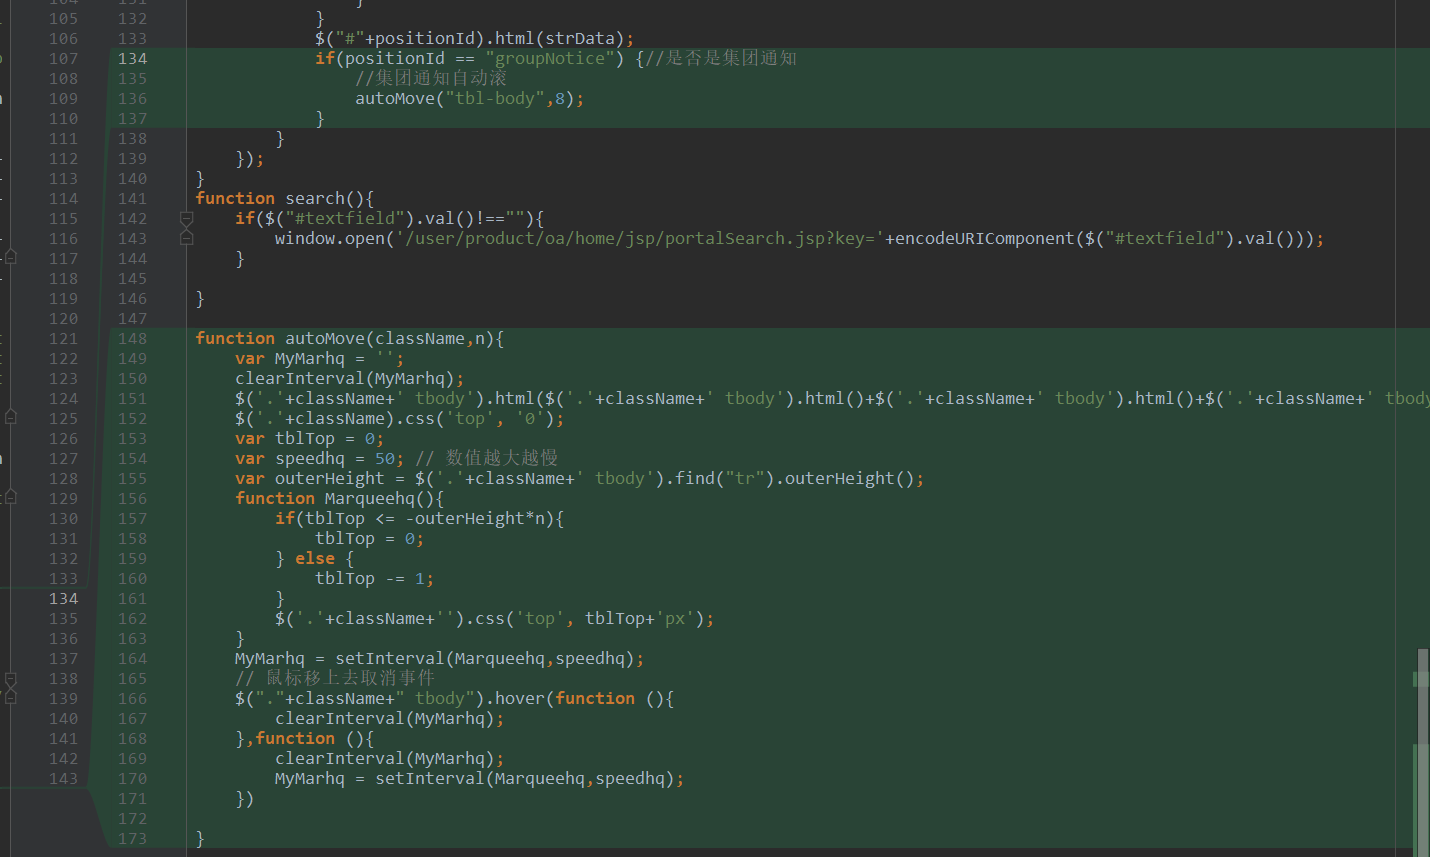 104 131 }
105 132 }
106 133 $("#"+positionId).html(strData);
107 134 if(positionId == "groupNotice") {//是否是集团通知
108 135 //集团通知自动滚
109 136 autoMove("tbl-body",8);
110 137 }
111 138 }
112 139 });
113 140 }
114 141 function search(){
115 142 if($("#textfield").val()!==""){
116 143 window.open('/user/product/oa/home/jsp/portalSearch.jsp?key='+encodeURIComponent($("#textfield").val()));
117 144 }
118 145
119 146 }
120 147
121 148 function autoMove(className,n){
122 149 var MyMarhq = '';
123 150 clearInterval(MyMarhq);
124 151 $('.'+className+' tbody').html($('.'+className+' tbody').html()+$('.'+className+' tbody').html()+$('.'+className+' tbody
125 152 $('.'+className).css('top', '0');
126 153 var tblTop = 0;
127 154 var speedhq = 50; // 数值越大越慢
128 155 var outerHeight = $('.'+className+' tbody').find("tr").outerHeight();
129 156 function Marqueehq(){
130 157 if(tblTop <= -outerHeight*n){
131 158 tblTop = 0;
132 159 } else {
133 160 tblTop -= 1;
134 161 }
135 162 $('.'+className+'').css('top', tblTop+'px');
136 163 }
137 164 MyMarhq = setInterval(Marqueehq,speedhq);
138 165 // 鼠标移上去取消事件
139 166 $("."+className+" tbody").hover(function (){
140 167 clearInterval(MyMarhq);
141 168 },function (){
142 169 clearInterval(MyMarhq);
143 170 MyMarhq = setInterval(Marqueehq,speedhq);
171 })
172
173 }